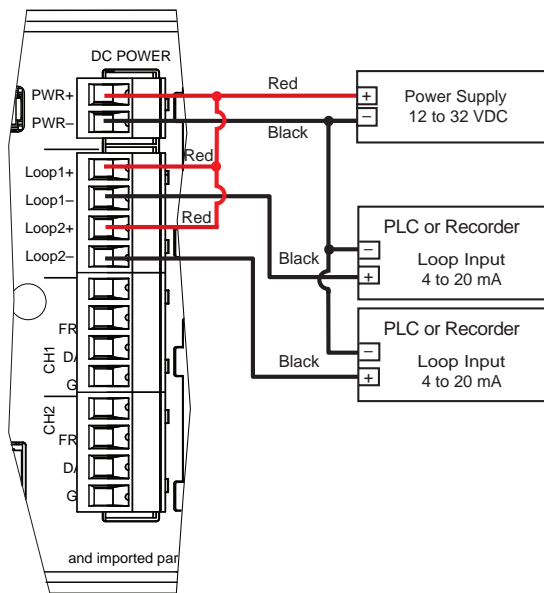 DC POWER
PWR+
PWR–
Loop1+
Loop1–
Loop2+
Loop2–
CH1
FR
G
CH2
FR
G
and imported par
Red
Black
Red
Red
Black
Black
+
–
Power Supply
12 to 32 VDC
PLC or Recorder
–
Loop Input
+
4 to 20 mA
PLC or Recorder
–
Loop Input
+
4 to 20 mA